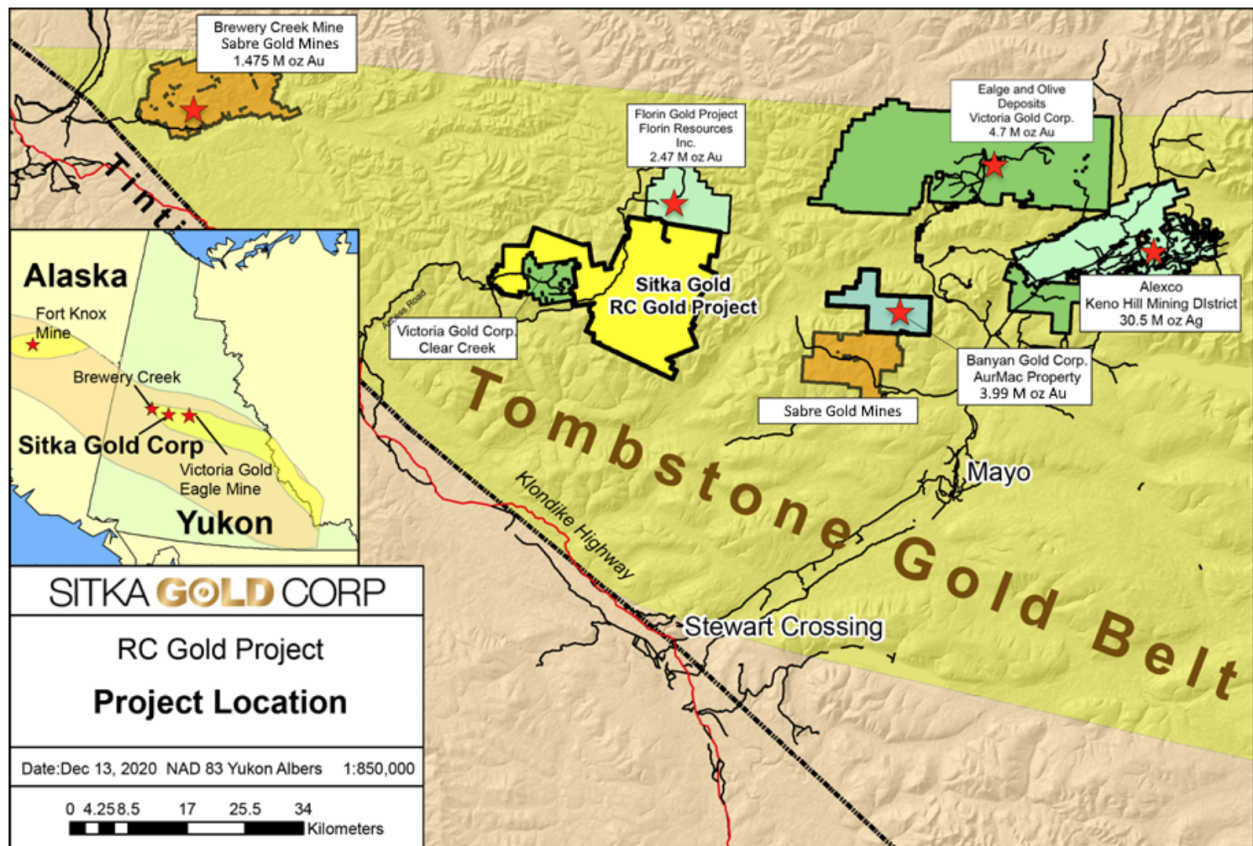 Brewery Creek Mine
Sabre Gold Mines
1.475 M oz Au
Florin Gold Project
Florin Resources
Inc.
2.47 M oz Au
Ealge and Olive
Deposits
Victoria Gold Corp.
4.7 M oz Au
Tinti
Sitka Gold
RC Gold Project
Access Road
Victoria Gold Corp.
Clear Creek
Alexco
Keno Hill Mining DIstrict
30.5 M oz Ag
Banyan Gold Corp.
AurMac Property
3.99 M oz Au
Sabre Gold Mines
Tombstone Gold Belt
Mayo
Klondike Highway
Stewart Crossing
Alaska
Fort Knox
Mine
Brewery Creek
Sitka Gold Corp
Victoria Gold
Eagle Mine
Yukon
SITKA GOLD CORP
RC Gold Project
Project Location
Date:Dec 13, 2020 NAD 83 Yukon Albers 1:850,000
0 4.25 8.5 17 25.5 34
Kilometers